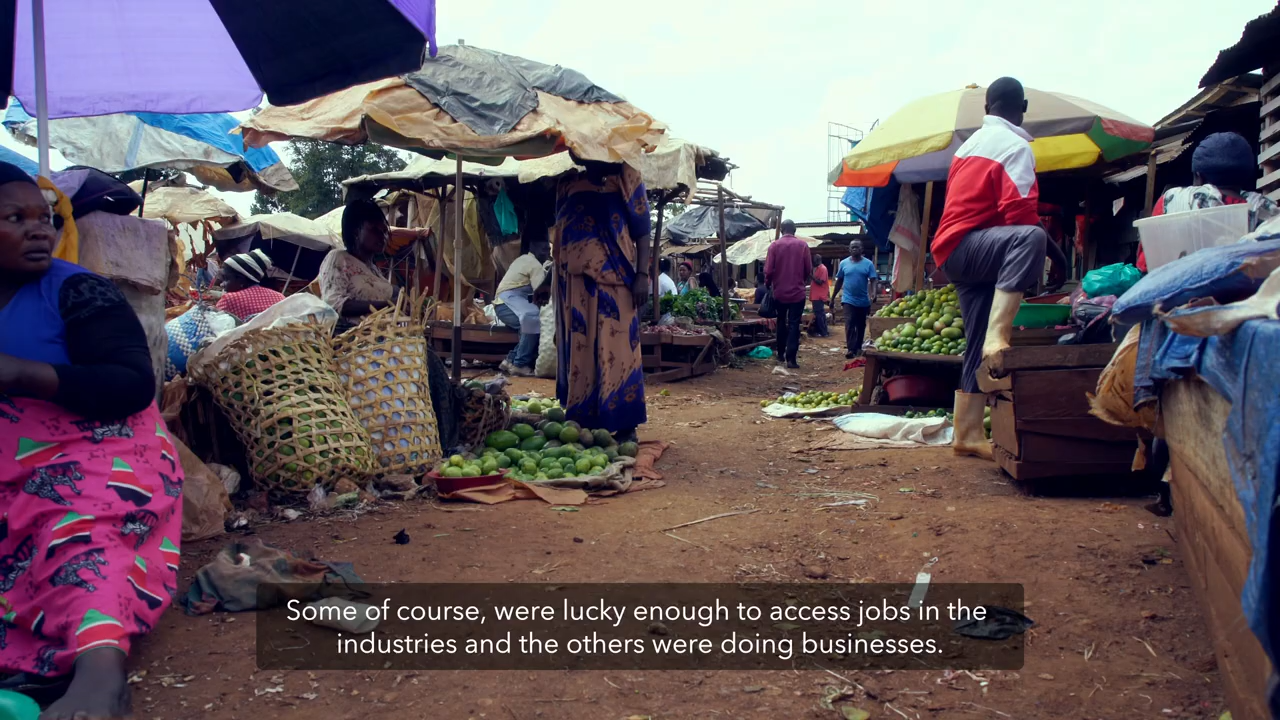 Some of course, were lucky enough to access jobs in the
industries and the others were doing businesses.